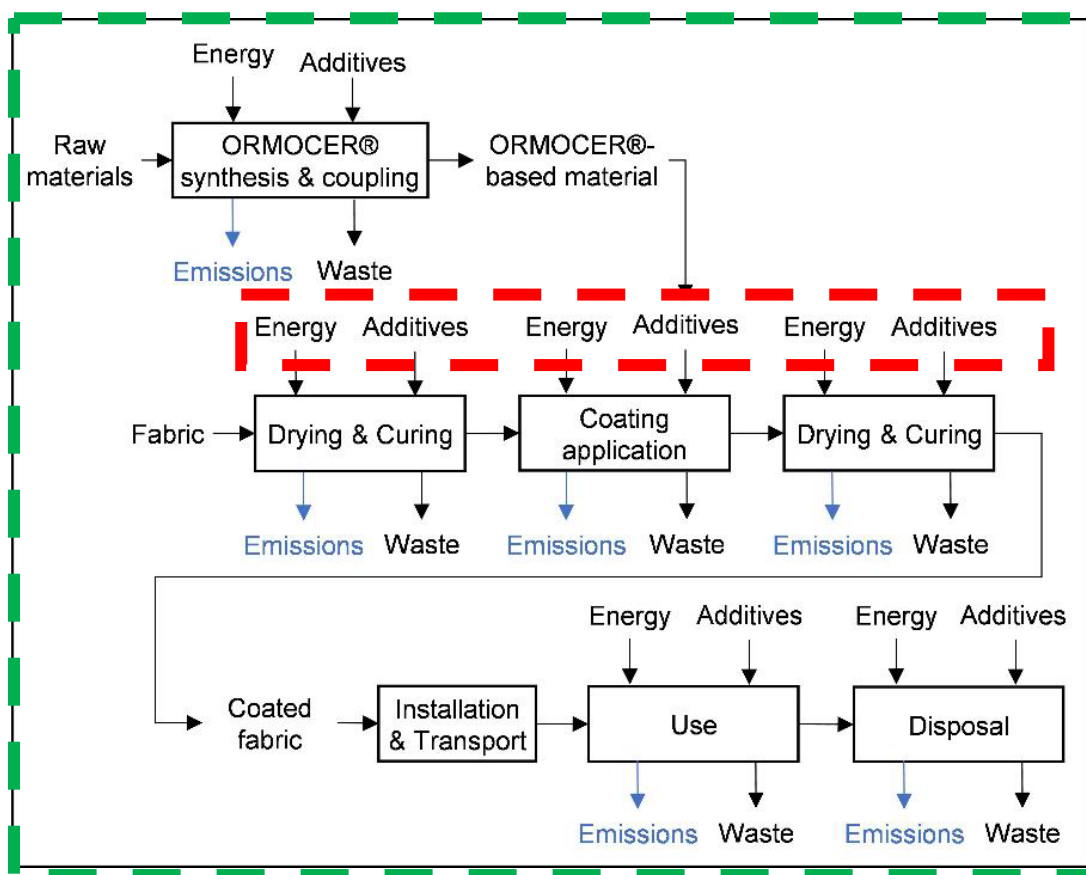 Energy Additives
Raw
materials
ORMOCER®
synthesis & coupling
ORMOCER®-
based material
Emissions Waste
Energy Additives Energy Additives Energy Additives
Fabric
Drying & Curing
Coating
application
Drying & Curing
Emissions Waste Emissions Waste Emissions Waste
Energy Additives Energy Additives
Coated
fabric
Installation
& Transport
Use
Disposal
Emissions Waste Emissions Waste